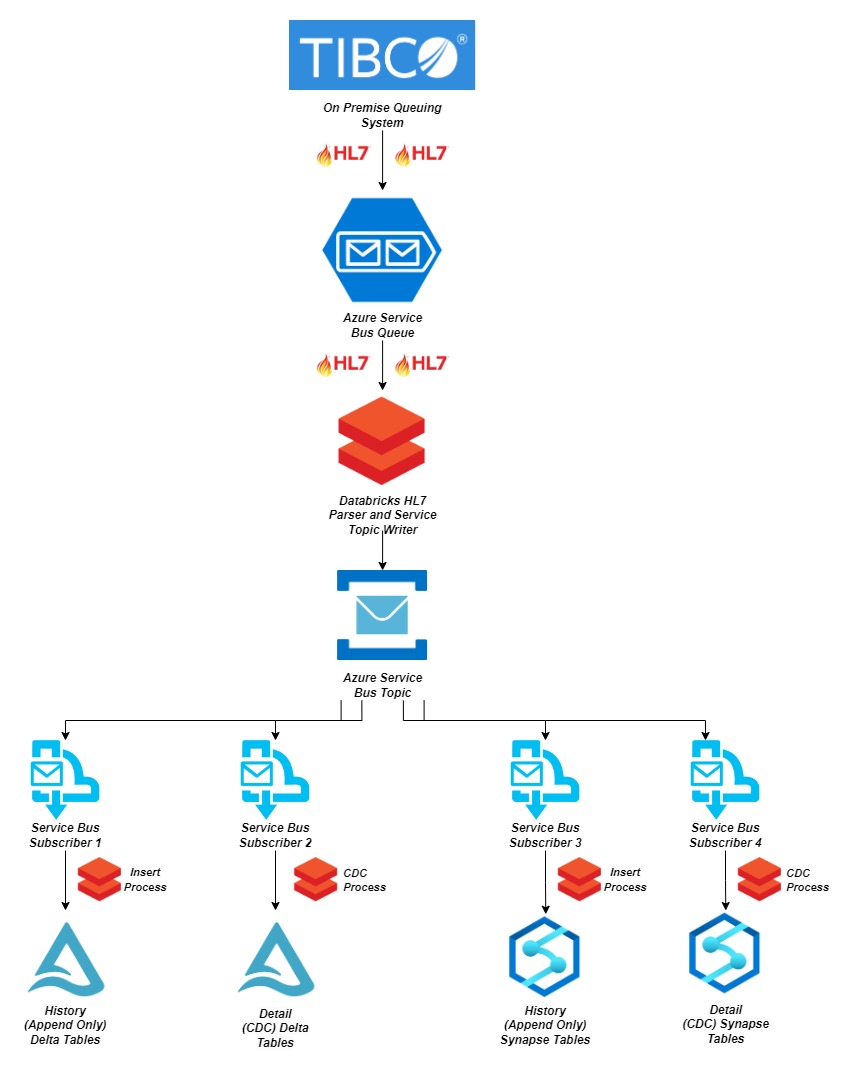 TIBCO®
On Premise Queuing
System
HL7 HL7
Azure Service
Bus Queue
HL7 HL7
Databricks HL7
Parser and Service
Topic Writer
Azure Service
Bus Topic
Service Bus
Subscriber 1
Service Bus
Subscriber 2
Service Bus
Subscriber 3
Service Bus
Subscriber 4
Insert
Process
CDC
Process
Insert
Process
CDC
Process
History
(Append Only)
Delta Tables
Detail
(CDC) Delta
Tables
History
(Append Only)
Synapse Tables
Detail
(CDC) Synapse
Tables